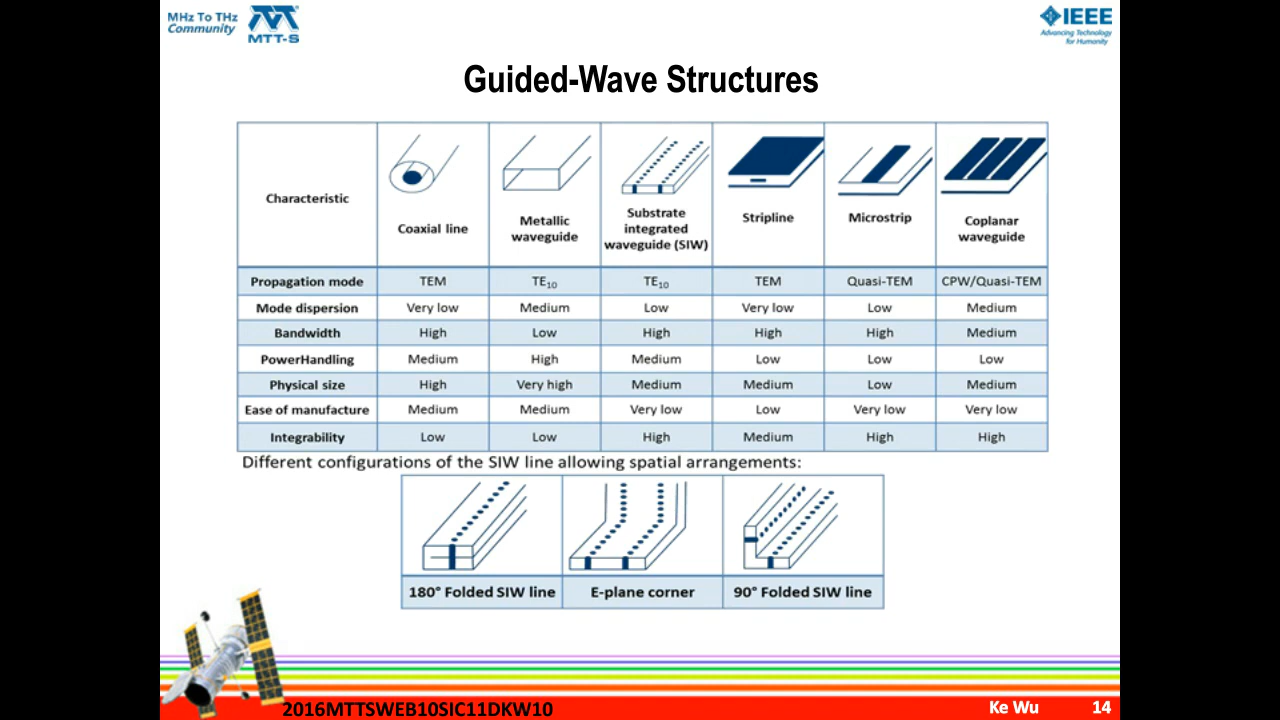 MHz To THz
Community
MTT-S
IEEE
Advancing Technology
for Humanity
Guided-Wave Structures
Characteristic
Coaxial line
Metallic
waveguide
Substrate
integrated
waveguide (SIW)
Stripline
Microstrip
Coplanar
waveguide
Propagation mode TEM TE10 TE10 TEM Quasi-TEM CPW/Quasi-TEM
Mode dispersion Very low Medium Low Very low Low Medium
Bandwidth High Low High High High Medium
PowerHandling Medium High Medium Low Low Low
Physical size High Very high Medium Medium Low Medium
Ease of manufacture Medium Medium Very low Low Very low Very low
Integrability Low Low High Medium High High
Different configurations of the SIW line allowing spatial arrangements:
180° Folded SIW line E-plane corner 90° Folded SIW line
2016MTTSWEB10SIC11DKW10
Ke Wu 14